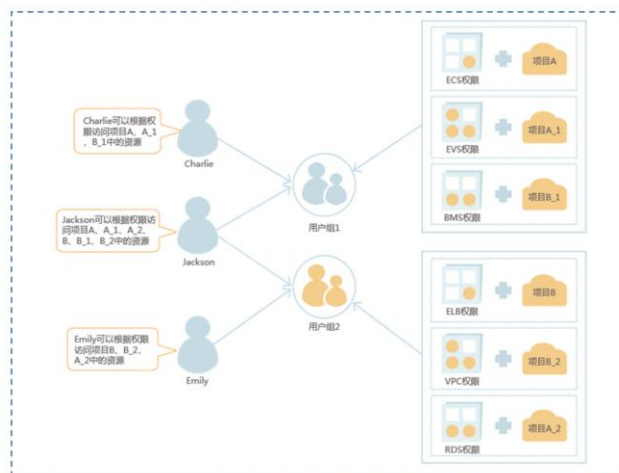 Charlie可以根据权
限访问项目A、A_1
、B_1中的资源
Charlie
Jackson可以根据权限访
问项目A、A_1、A_2、
B、B_1、B_2中的资源
Jackson
Emily可以根据权限
访问项目B、B_2、
A_2中的资源
Emily
用户组1
用户组2
ECS权限
项目A
EVS权限
项目A_1
BMS权限
项目B_1
ELB权限
项目B
VPC权限
项目B_2
RDS权限
项目A_2